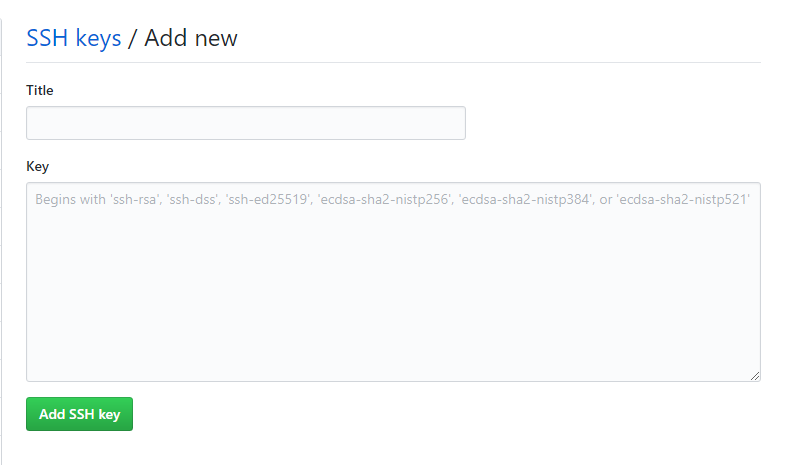 SSH keys / Add new
Title
Key
Begins with 'ssh-rsa', 'ssh-dss', 'ssh-ed25519', 'ecdsa-sha2-nistp256', 'ecdsa-sha2-nistp384', or 'ecdsa-sha2-nistp521'
Add SSH key